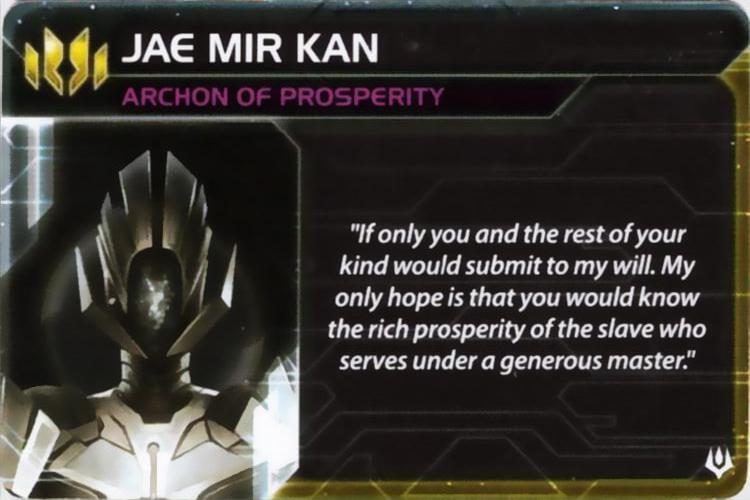 JAE MIR KAN
ARCHON OF PROSPERITY
"If only you and the rest of your
kind would submit to my will. My
only hope is that you would know
the rich prosperity of the slave who
serves under a generous master."